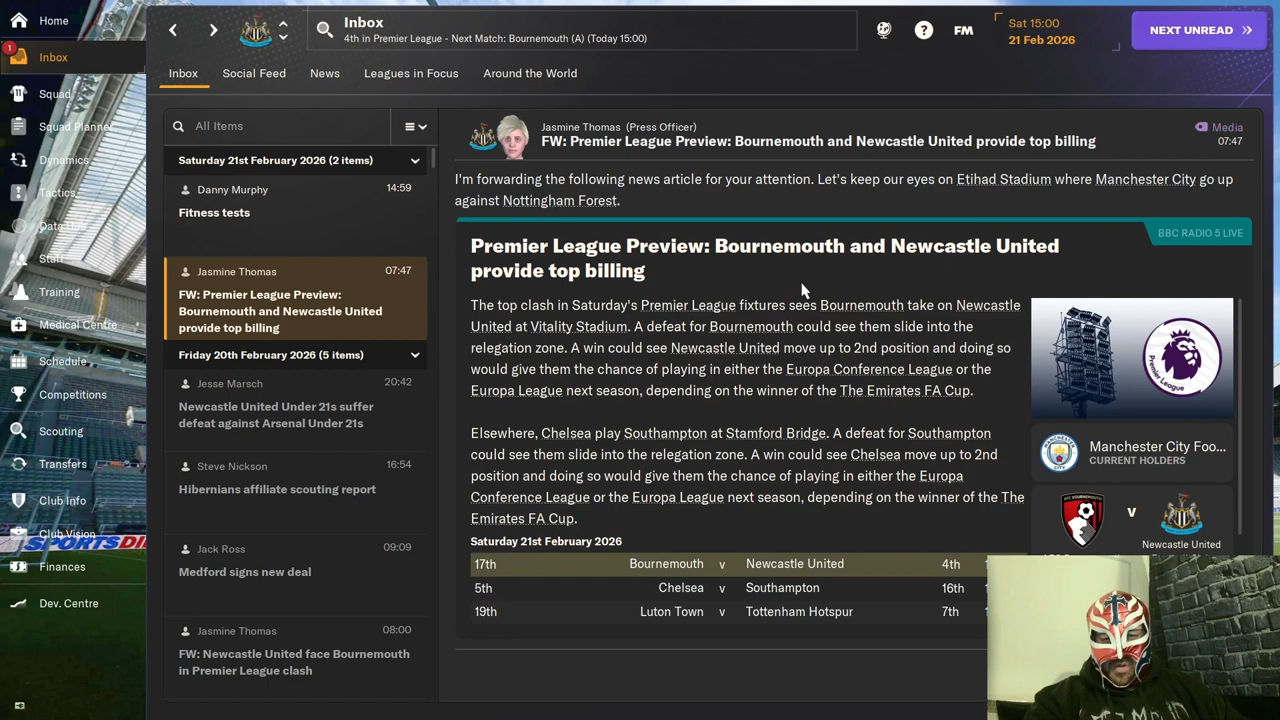 Home
Inbox
4th in Premier League - Next Match: Bournemouth (A) (Today 15:00)
FM
Sat 15:00
21 Feb 2026
NEXT UNREAD
1
Inbox
Squad
Squad Planner
Dynamics
Tactics
Data Hub
Staff
Training
Medical Centre
Schedule
Competitions
Scouting
Transfers
Club Info
Club Vision
SPORTS DI
Finances
Dev. Centre
Inbox
Social Feed
News
Leagues in Focus
Around the World
All Items
Saturday 21st February 2026 (2 items)
Danny Murphy 14:59
Fitness tests
Jasmine Thomas 07:47
FW: Premier League Preview:
Bournemouth and Newcastle United
provide top billing
Friday 20th February 2026 (5 items)
Jesse Marsch 20:42
Newcastle United Under 21s suffer
defeat against Arsenal Under 21s
Steve Nickson 16:54
Hibernians affiliate scouting report
Jack Ross 09:09
Medford signs new deal
Jasmine Thomas 08:00
FW: Newcastle United face Bournemouth
in Premier League clash
Jasmine Thomas (Press Officer)
FW: Premier League Preview: Bournemouth and Newcastle United provide top billing
Media
07:47
I'm forwarding the following news article for your attention. Let's keep our eyes on Etihad Stadium where Manchester City go up
against Nottingham Forest.
BBC RADIO 5 LIVE
Premier League Preview: Bournemouth and Newcastle United
provide top billing
The top clash in Saturday's Premier League fixtures sees Bournemouth take on Newcastle
United at Vitality Stadium. A defeat for Bournemouth could see them slide into the
relegation zone. A win could see Newcastle United move up to 2nd position and doing so
would give them the chance of playing in either the Europa Conference League or the
Europa League next season, depending on the winner of the The Emirates FA Cup.
Elsewhere, Chelsea play Southampton at Stamford Bridge. A defeat for Southampton
could see them slide into the relegation zone. A win could see Chelsea move up to 2nd
position and doing so would give them the chance of playing in either the Europa
Conference League or the Europa League next season, depending on the winner of the The
Emirates FA Cup.
Saturday 21st February 2026
17th Bournemouth v Newcastle United 4th
5th Chelsea v Southampton 16th
19th Luton Town v Tottenham Hotspur 7th
Premier
League
Manchester City Foo...
CURRENT HOLDERS
AFC BOURNEMOUTH
v
Newcastle United